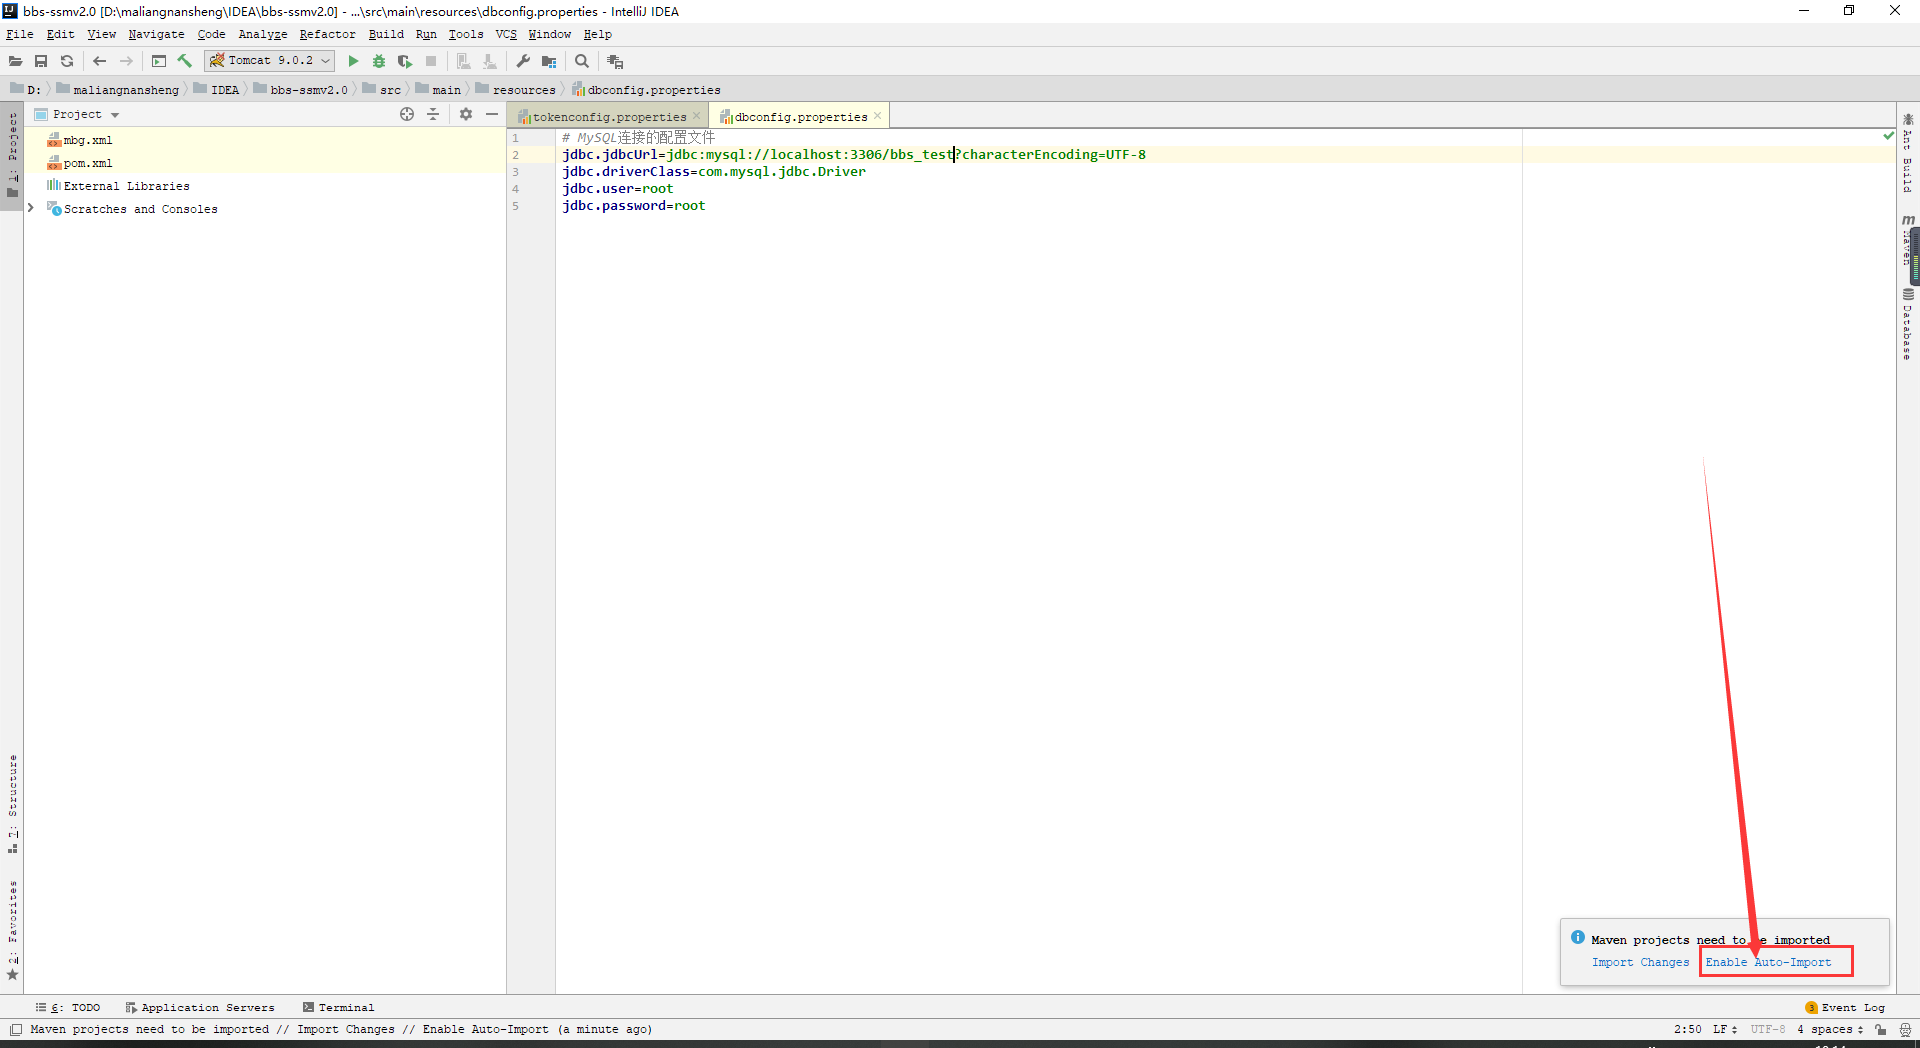 bbs-ssmv2.0 [D:\maliangnansheng\IDEA\bbs-ssmv2.0] - ...\src\main\resources\dbconfig.properties - IntelliJ IDEA
File Edit View Navigate Code Analyze Refactor Build Run Tools VCS Window Help
Tomcat 9.0.2
D: maliangnansheng IDEA bbs-ssmv2.0 src main resources dbconfig.properties
Project
tokenconfig.properties
dbconfig.properties
mbg.xml
pom.xml
External Libraries
Scratches and Consoles
1 # MySQL连接的配置文件
2 jdbc.jdbcUrl=jdbc:mysql://localhost:3306/bbs_test?characterEncoding=UTF-8
3 jdbc.driverClass=com.mysql.jdbc.Driver
4 jdbc.user=root
5 jdbc.password=root
1: Project
7: Structure
2: Favorites
Ant Build
m Maven
Database
Maven projects need to be imported
Import Changes Enable Auto-Import
6: TODO Application Servers Terminal
3 Event Log
Maven projects need to be imported // Import Changes // Enable Auto-Import (a minute ago)
2:50 LF UTF-8 4 spaces